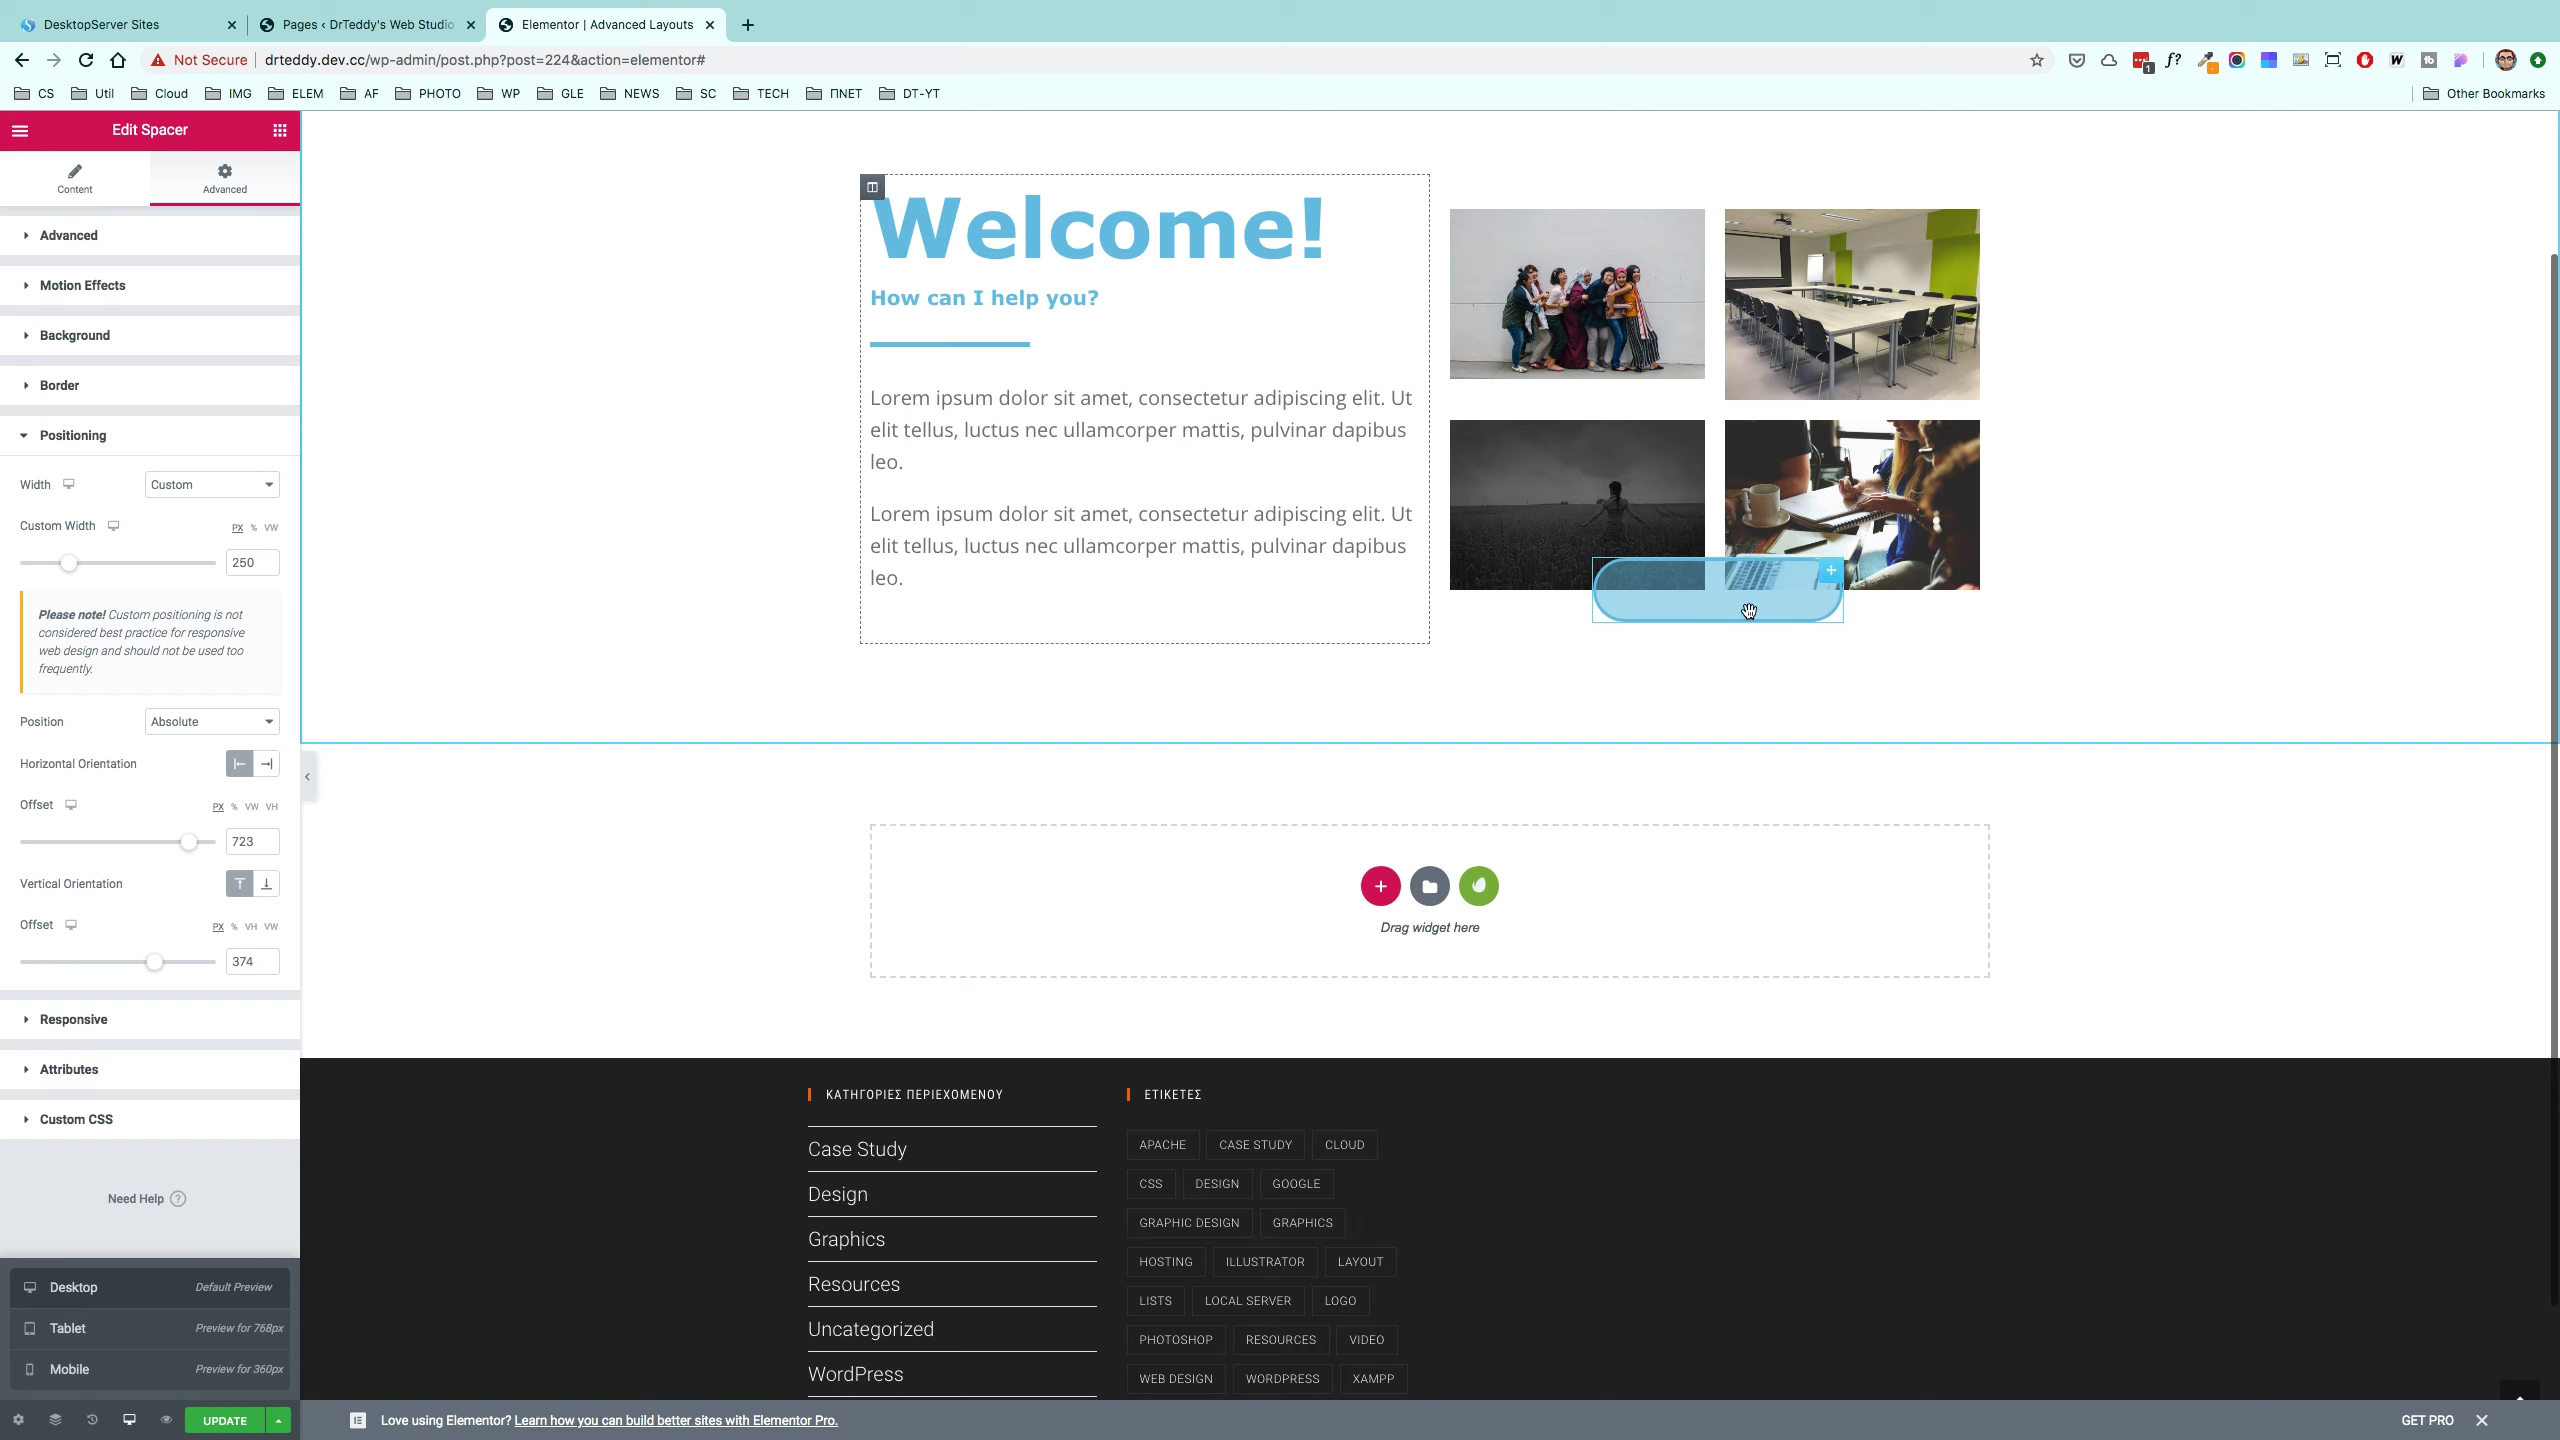 DesktopServer Sites
Pages ‹ DrTeddy's Web Studio
Elementor | Advanced Layouts
Not Secure
drteddy.dev.cc/wp-admin/post.php?post=224&action=elementor#
CS
Util
Cloud
IMG
ELEM
AF
PHOTO
WP
GLE
NEWS
SC
TECH
ΠΝΕΤ
DT-YT
Other Bookmarks
Edit Spacer
Content
Advanced
Advanced
Motion Effects
Background
Border
Positioning
Width
Custom
Custom Width
PX % VW
250
Please note! Custom positioning is not
considered best practice for responsive
web design and should not be used too
frequently.
Position
Absolute
Horizontal Orientation
Offset
PX % VW VH
723
Vertical Orientation
Offset
PX % VH VW
374
Responsive
Attributes
Custom CSS
Need Help
Desktop
Default Preview
Tablet
Preview for 768px
Mobile
Preview for 360px
UPDATE
Welcome!
How can I help you?
Lorem ipsum dolor sit amet, consectetur adipiscing elit. Ut
elit tellus, luctus nec ullamcorper mattis, pulvinar dapibus
leo.
Lorem ipsum dolor sit amet, consectetur adipiscing elit. Ut
elit tellus, luctus nec ullamcorper mattis, pulvinar dapibus
leo.
Drag widget here
ΚΑΤΗΓΟΡΙΕΣ ΠΕΡΙΕΧΟΜΕΝΟΥ
Case Study
Design
Graphics
Resources
Uncategorized
WordPress
ΕΤΙΚΕΤΕΣ
APACHE
CASE STUDY
CLOUD
CSS
DESIGN
GOOGLE
GRAPHIC DESIGN
GRAPHICS
HOSTING
ILLUSTRATOR
LAYOUT
LISTS
LOCAL SERVER
LOGO
PHOTOSHOP
RESOURCES
VIDEO
WEB DESIGN
WORDPRESS
XAMPP
Love using Elementor? Learn how you can build better sites with Elementor Pro.
GET PRO